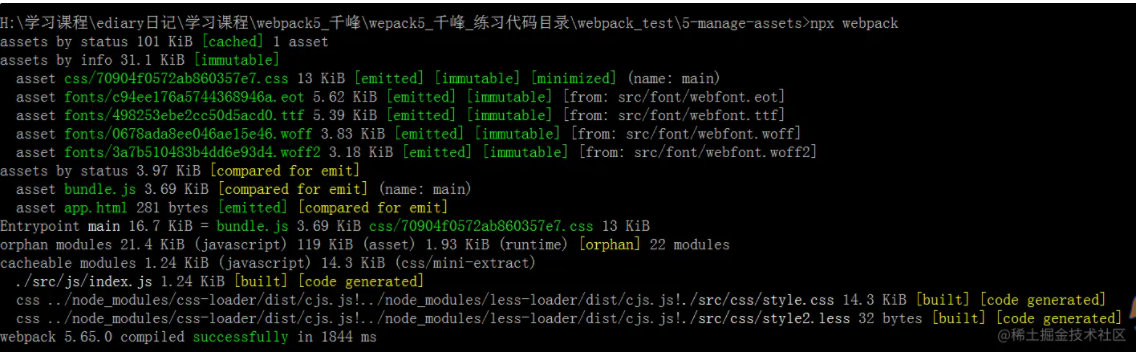 H:\学习课程\ediary日记\学习课程\webpack5_千峰\wepack5_千峰_练习代码目录\webpack_test\5-manage-assets>npx webpack
assets by status 101 KiB [cached] 1 asset
assets by info 31.1 KiB [immutable]
  asset css/70904f0572ab860357e7.css 13 KiB [emitted] [immutable] [minimized] (name: main)
  asset fonts/c94ee176a5744368946a.eot 5.62 KiB [emitted] [immutable] [from: src/font/webfont.eot]
  asset fonts/498253ebe2cc50d5acd0.ttf 5.39 KiB [emitted] [immutable] [from: src/font/webfont.ttf]
  asset fonts/0678ada8ee046ae15e46.woff 3.83 KiB [emitted] [immutable] [from: src/font/webfont.woff]
  asset fonts/3a7b510483b4dd6e93d4.woff2 3.18 KiB [emitted] [immutable] [from: src/font/webfont.woff2]
assets by status 3.97 KiB [compared for emit]
  asset bundle.js 3.69 KiB [compared for emit] (name: main)
  asset app.html 281 bytes [emitted] [compared for emit]
Entrypoint main 16.7 KiB = bundle.js 3.69 KiB css/70904f0572ab860357e7.css 13 KiB
orphan modules 21.4 KiB (javascript) 119 KiB (asset) 1.93 KiB (runtime) [orphan] 22 modules
cacheable modules 1.24 KiB (javascript) 14.3 KiB (css/mini-extract)
  ./src/js/index.js 1.24 KiB [built] [code generated]
  css ../node_modules/css-loader/dist/cjs.js!../node_modules/less-loader/dist/cjs.js!./src/css/style.css 14.3 KiB [built] [code generated]
  css ../node_modules/css-loader/dist/cjs.js!../node_modules/less-loader/dist/cjs.js!./src/css/style2.less 32 bytes [built] [code generated]
webpack 5.65.0 compiled successfully in 1844 ms
@稀土掘金技术社区